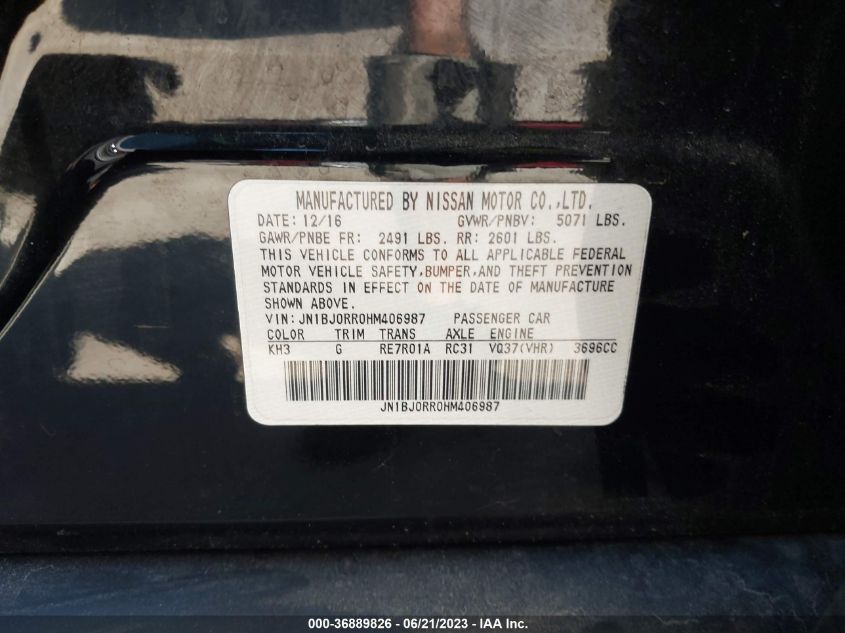 MANUFACTURED BY NISSAN MOTOR CO.,LTD.
DATE: 12/16 GVWR/PNBV: 5071 LBS.
GAWR/PNBE FR: 2491 LBS. RR: 2601 LBS.
THIS VEHICLE CONFORMS TO ALL APPLICABLE FEDERAL
MOTOR VEHICLE SAFETY,BUMPER,AND THEFT PREVENTION
STANDARDS IN EFFECT ON THE DATE OF MANUFACTURE
SHOWN ABOVE.
VIN:JN1BJ0RR0HM406987 PASSENGER CAR
COLOR TRIM TRANS AXLE ENGINE
KH3 G RE7R01A RC31 VQ37(VHR) 3696CC
JN1BJ0RR0HM406987
000-36889826 - 06/21/2023 - IAA Inc.